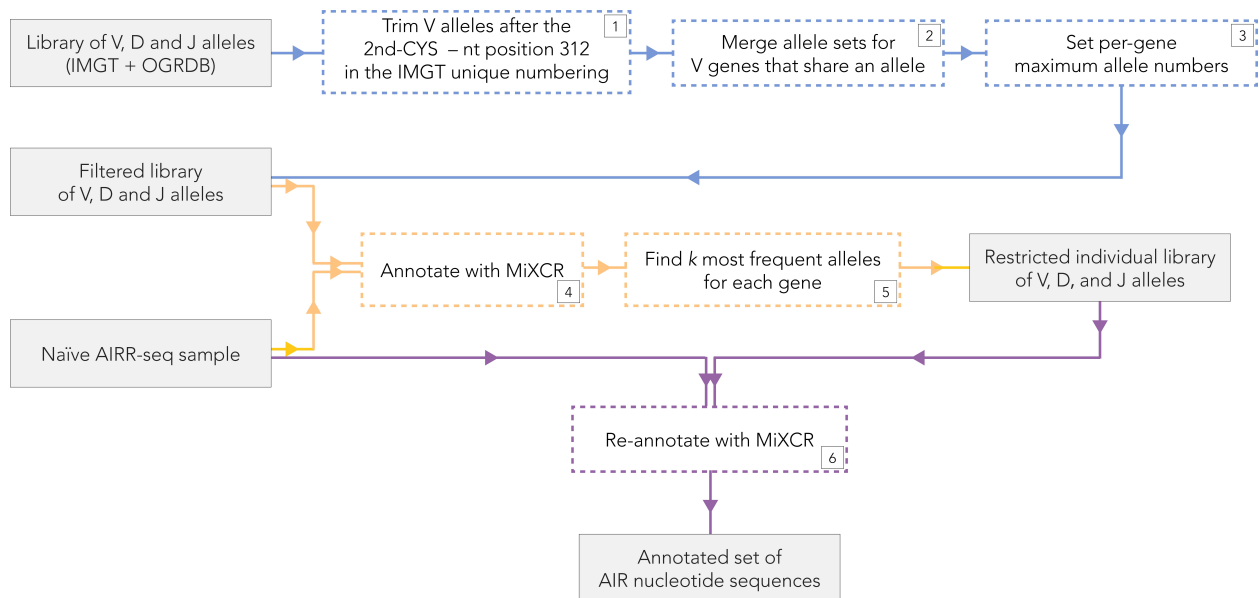 Library of V, D and J alleles
(IMGT + OGRDB)
1
Trim V alleles after the
2nd-CYS – nt position 312
in the IMGT unique numbering
2
Merge allele sets for
V genes that share an allele
3
Set per-gene
maximum allele numbers
Filtered library
of V, D and J alleles
Annotate with MiXCR
4
Find k most frequent alleles
for each gene
5
Restricted individual library
of V, D, and J alleles
Naïve AIRR-seq sample
Re-annotate with MiXCR
6
Annotated set of
AIR nucleotide sequences